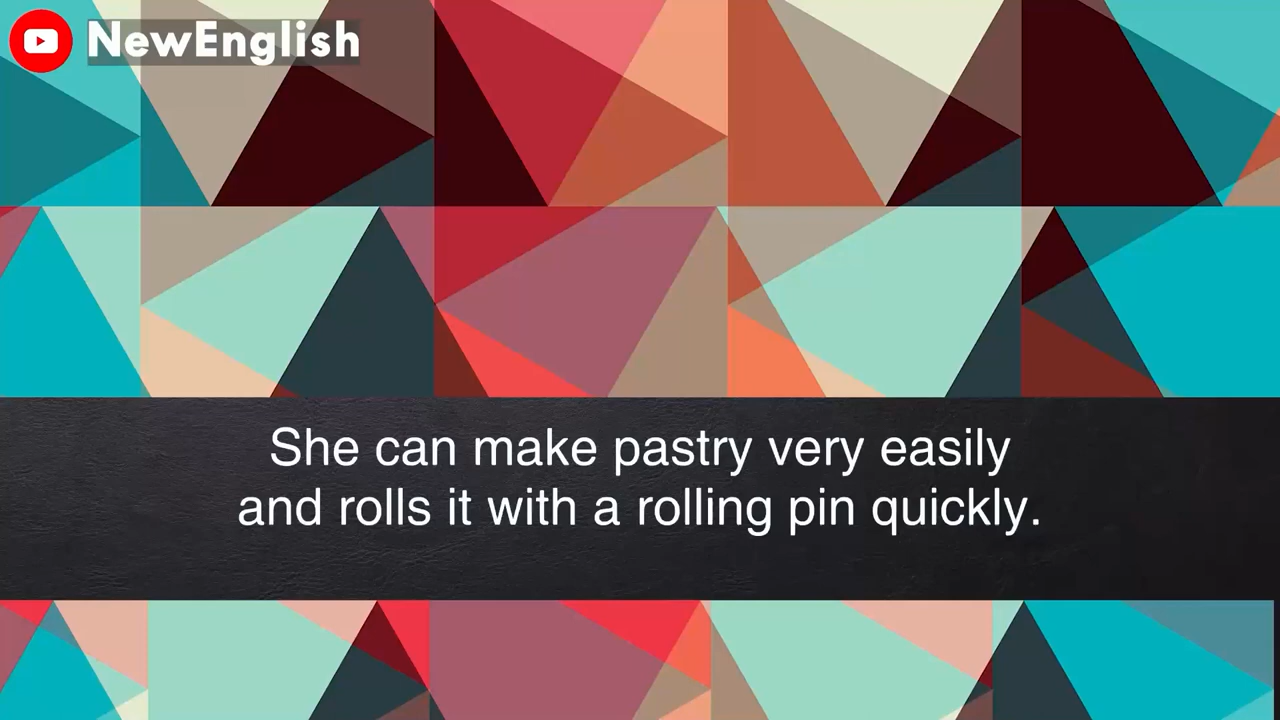 NewEnglish
She can make pastry very easily
and rolls it with a rolling pin quickly.